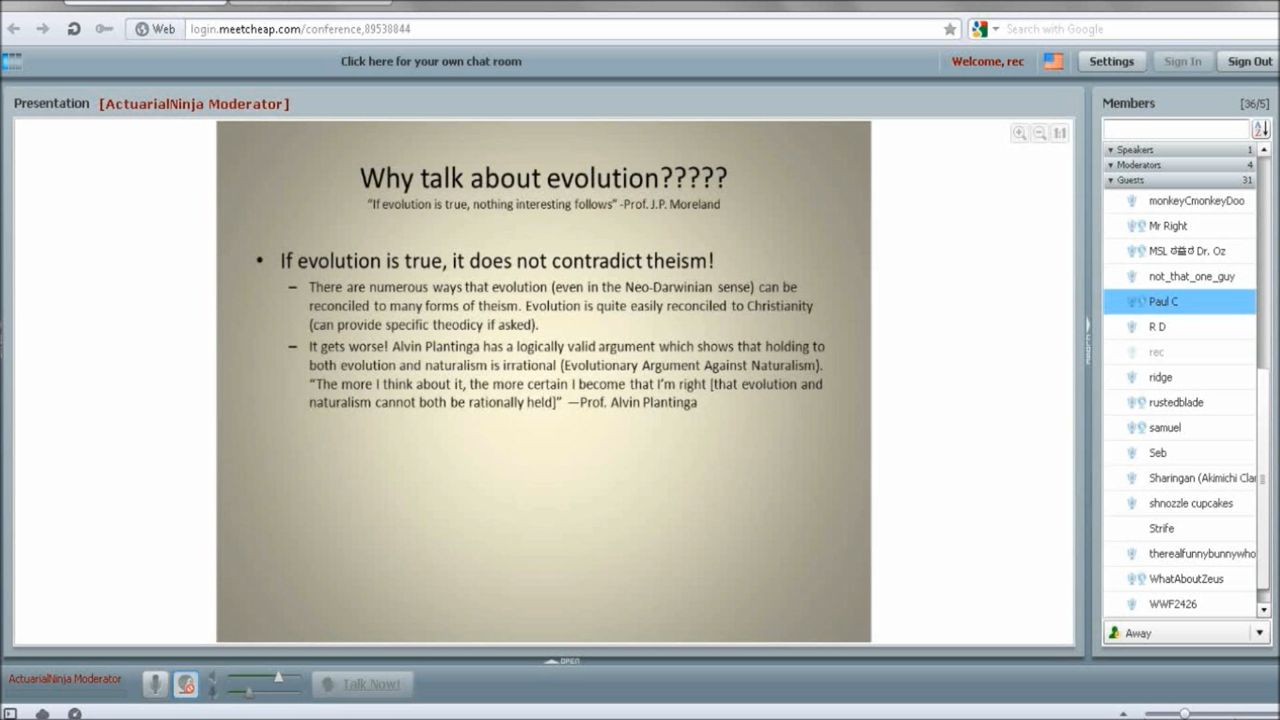 Web
login.meetcheap.com/conference,89538844
Search with Google
Click here for your own chat room
Welcome, rec
Settings
Sign In
Sign Out
Presentation [ActuarialNinja Moderator]
1:1
Why talk about evolution?????
“If evolution is true, nothing interesting follows” -Prof. J.P. Moreland
• If evolution is true, it does not contradict theism!
– There are numerous ways that evolution (even in the Neo-Darwinian sense) can be
reconciled to many forms of theism. Evolution is quite easily reconciled to Christianity
(can provide specific theodicy if asked).
– It gets worse! Alvin Plantinga has a logically valid argument which shows that holding to
both evolution and naturalism is irrational (Evolutionary Argument Against Naturalism).
“The more I think about it, the more certain I become that I’m right [that evolution and
naturalism cannot both be rationally held]” —Prof. Alvin Plantinga
Members [36/5]
Speakers 1
Moderators 4
Guests 31
monkeyCmonkeyDoo
Mr Right
MSL ಠ益ಠ Dr. Oz
not_that_one_guy
Paul C
R D
rec
ridge
rustedblade
samuel
Seb
Sharingan (Akimichi Cla
shnozzle cupcakes
Strife
therealfunnybunnywho
WhatAboutZeus
WWF2426
Away
OPEN
ActuarialNinja Moderator
Talk Now!